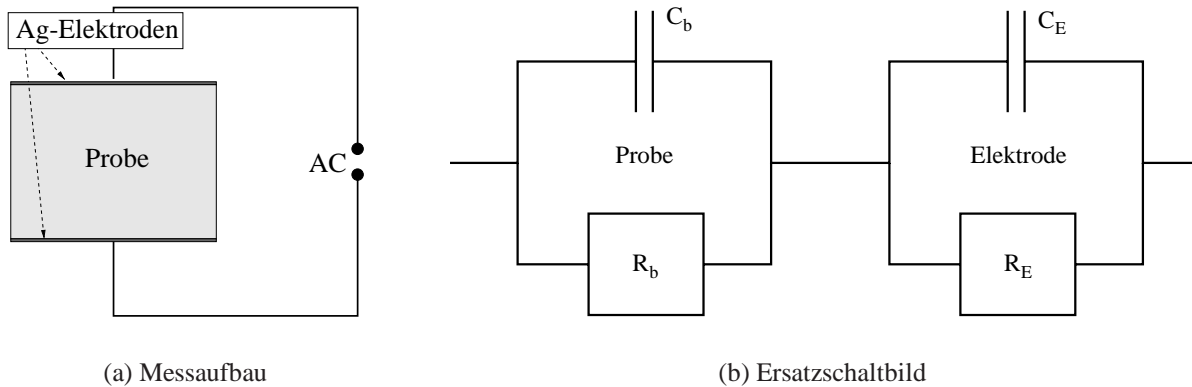 Ag-Elektroden
Probe
AC
(a) Messaufbau
C_b
Probe
R_b
C_E
Elektrode
R_E
(b) Ersatzschaltbild